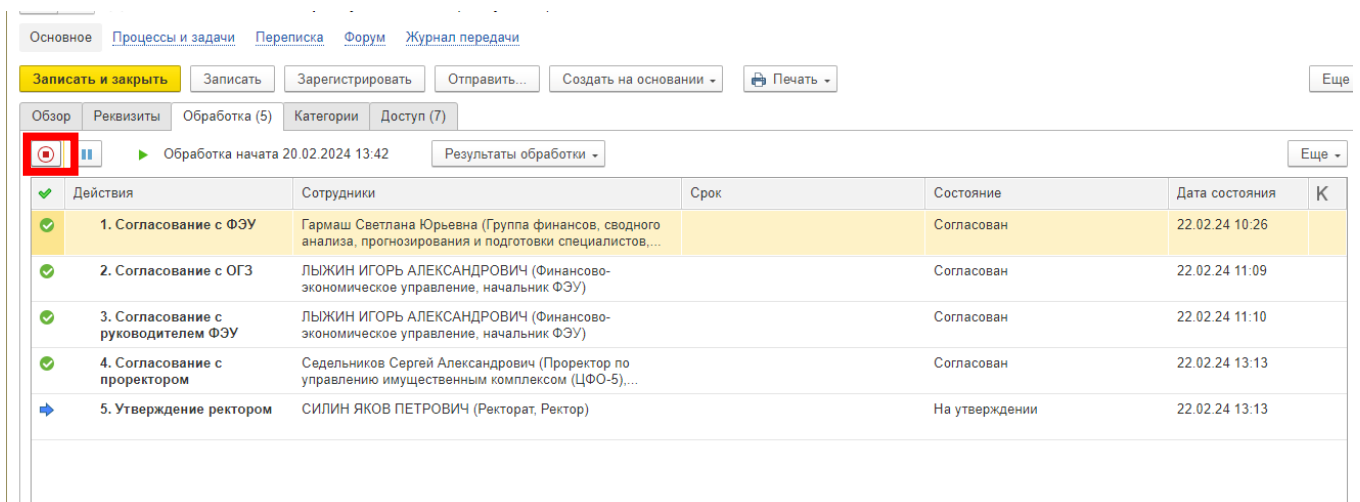 Основное Процессы и задачи Переписка Форум Журнал передачи
Записать и закрыть Записать Зарегистрировать Отправить... Создать на основании Печать Еще
Обзор Реквизиты Обработка (5) Категории Доступ (7)
Обработка начата 20.02.2024 13:42 Результаты обработки Еще
Действия Сотрудники Срок Состояние Дата состояния К
1. Согласование с ФЭУ Гармаш Светлана Юрьевна (Группа финансов, сводного Согласован 22.02.24 10:26
анализа, прогнозирования и подготовки специалистов,...
2. Согласование с ОГЗ ЛЫЖИН ИГОРЬ АЛЕКСАНДРОВИЧ (Финансово- Согласован 22.02.24 11:09
экономическое управление, начальник ФЭУ)
3. Согласование с ЛЫЖИН ИГОРЬ АЛЕКСАНДРОВИЧ (Финансово- Согласован 22.02.24 11:10
руководителем ФЭУ экономическое управление, начальник ФЭУ)
4. Согласование с Седельников Сергей Александрович (Проректор по Согласован 22.02.24 13:13
проректором управлению имущественным комплексом (ЦФО-5),...
5. Утверждение ректором СИЛИН ЯКОВ ПЕТРОВИЧ (Ректорат, Ректор) На утверждении 22.02.24 13:13